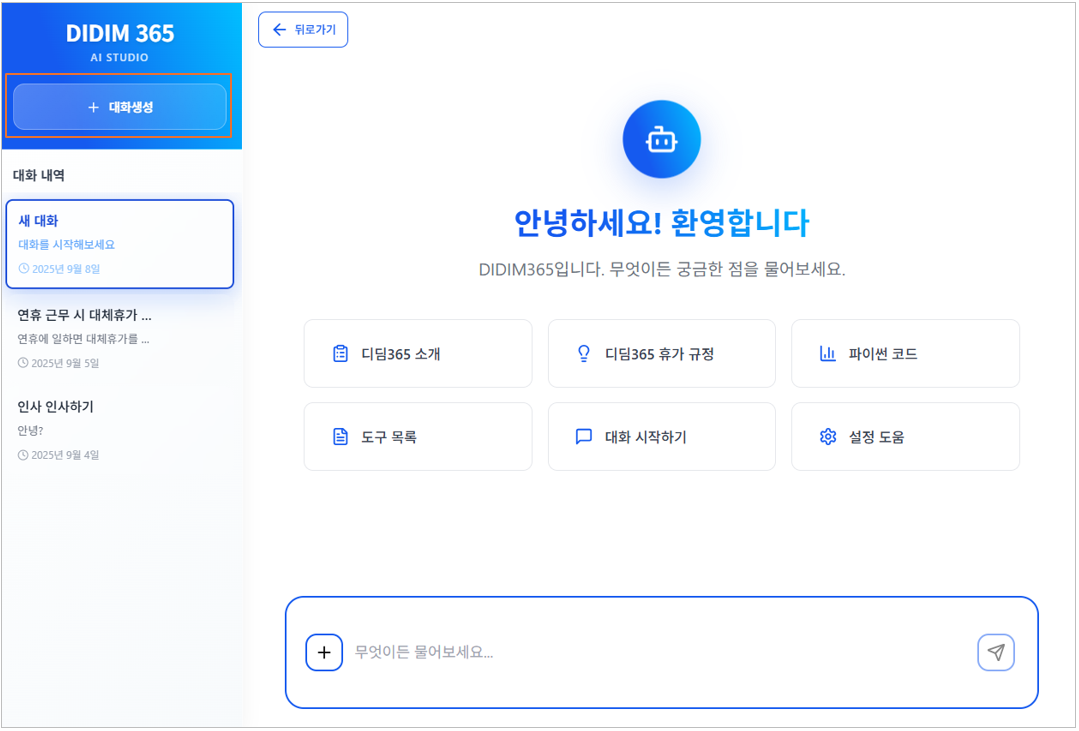 DIDIM 365
AI STUDIO
+ 대화생성
대화 내역
새 대화
대화를 시작해보세요
2025년 9월 8일
연휴 근무 시 대체휴가 ...
연휴에 일하면 대체휴가를 ...
2025년 9월 5일
인사 인사하기
안녕?
2025년 9월 4일
뒤로가기
안녕하세요! 환영합니다
DIDIM365입니다. 무엇이든 궁금한 점을 물어보세요.
디딤365 소개
디딤365 휴가 규정
파이썬 코드
도구 목록
대화 시작하기
설정 도움
무엇이든 물어보세요...